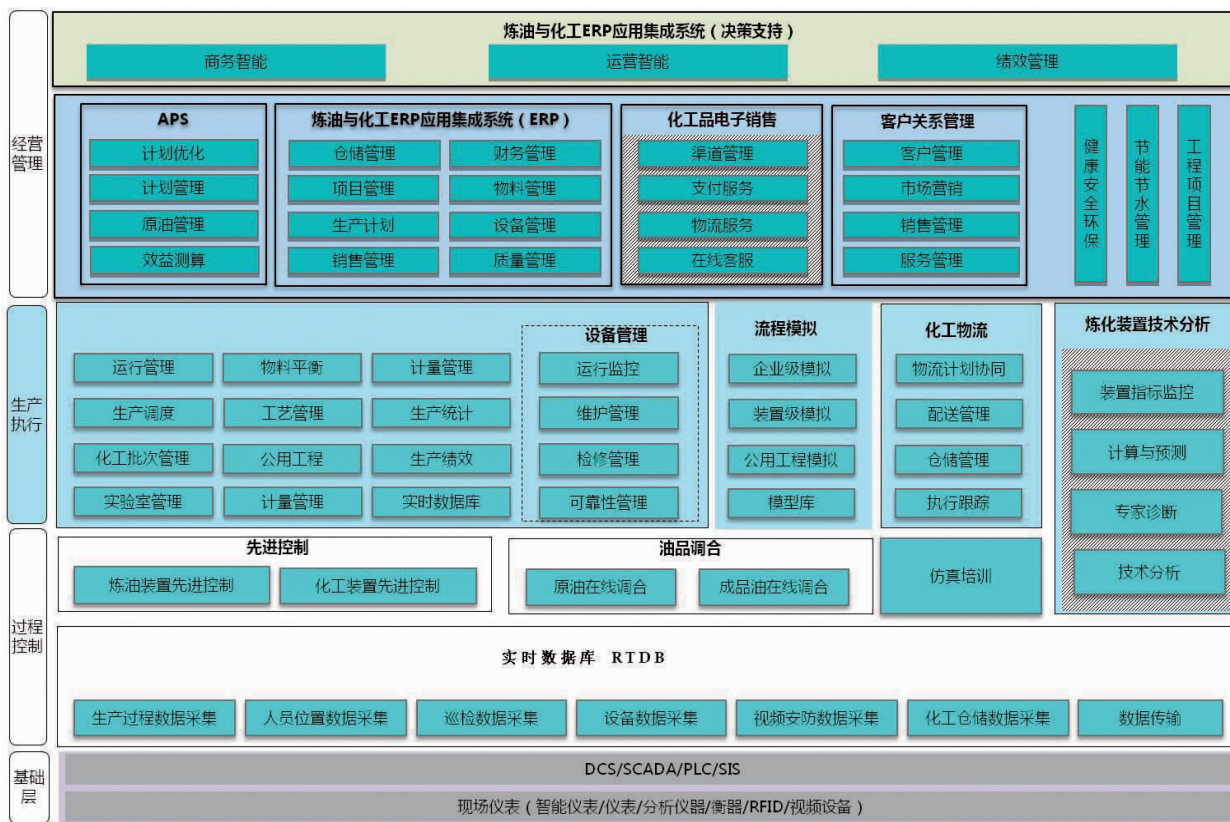 炼油与化工ERP应用集成系统（决策支持）
商务智能
运营智能
绩效管理
经营
管理
APS
计划优化
计划管理
原油管理
效益测算
炼油与化工ERP应用集成系统（ERP）
仓储管理
财务管理
项目管理
物料管理
生产计划
设备管理
销售管理
质量管理
化工品电子销售
渠道管理
支付服务
物流服务
在线客服
客户关系管理
客户管理
市场营销
销售管理
服务管理
健康安全环保
节能节水管理
工程项目管理
生产
执行
运行管理
物料平衡
计量管理
生产调度
工艺管理
生产统计
化工批次管理
公用工程
生产绩效
实验室管理
计量管理
实时数据库
设备管理
运行监控
维护管理
检修管理
可靠性管理
流程模拟
企业级模拟
装置级模拟
公用工程模拟
模型库
化工物流
物流计划协同
配送管理
仓储管理
执行跟踪
炼化装置技术分析
装置指标监控
计算与预测
专家诊断
技术分析
过程
控制
先进控制
炼油装置先进控制
化工装置先进控制
油品调合
原油在线调合
成品油在线调合
仿真培训
实时数据库 RTDB
生产过程数据采集
人员位置数据采集
巡检数据采集
设备数据采集
视频安防数据采集
化工仓储数据采集
数据传输
基础
层
DCS/SCADA/PLC/SIS
现场仪表（智能仪表/仪表/分析仪器/衡器/RFID/视频设备）